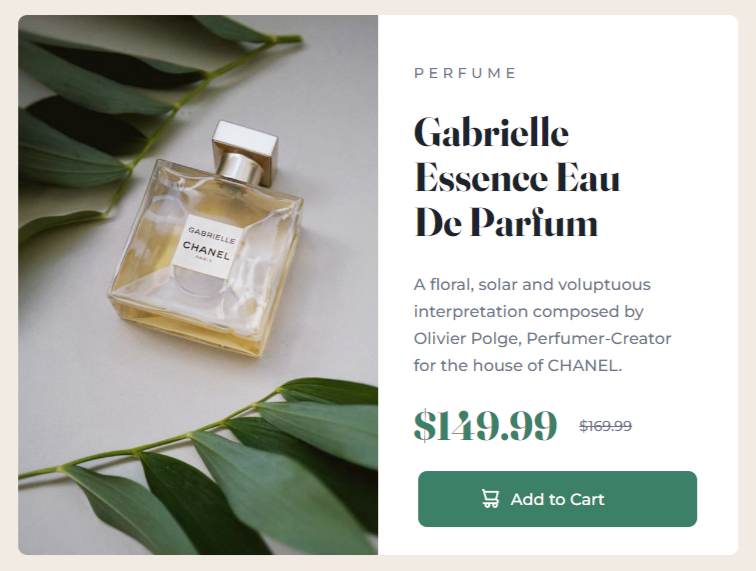 GABRIELLE
CHANEL
PARIS
PERFUME
Gabrielle
Essence Eau
De Parfum
A floral, solar and voluptuous
interpretation composed by
Olivier Polge, Perfumer-Creator
for the house of CHANEL.
$149.99 $169.99
Add to Cart